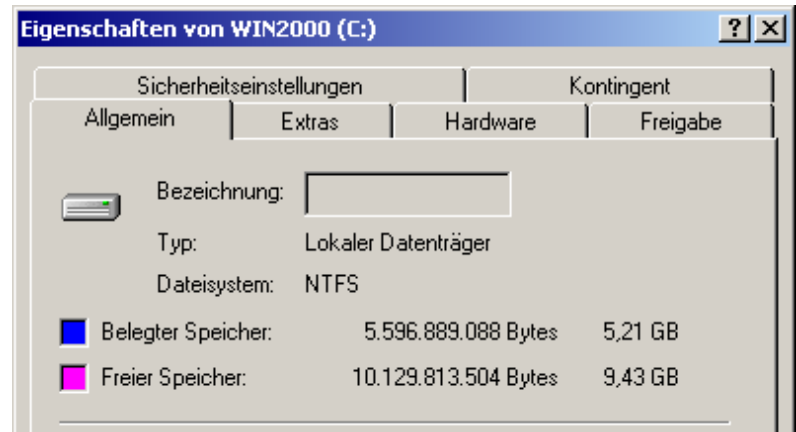 Eigenschaften von WIN2000 (C:)
Sicherheitseinstellungen Kontingent
Allgemein Extras Hardware Freigabe
Bezeichnung:
Typ: Lokaler Datenträger
Dateisystem: NTFS
Belegter Speicher: 5.596.889.088 Bytes 5,21 GB
Freier Speicher: 10.129.813.504 Bytes 9,43 GB